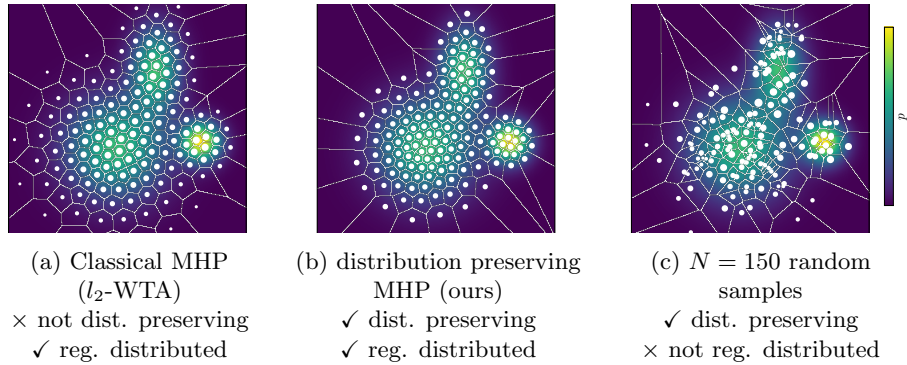 p
(a) Classical MHP
(l₂-WTA)
× not dist. preserving
✓ reg. distributed
(b) distribution preserving
MHP (ours)
✓ dist. preserving
✓ reg. distributed
(c) N = 150 random
samples
✓ dist. preserving
× not reg. distributed